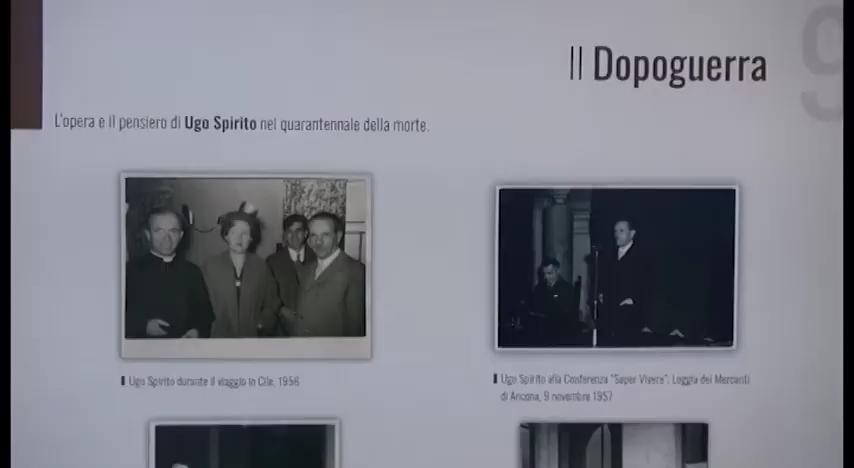 9
Il Dopoguerra
L'opera e il pensiero di Ugo Spirito nel quarantennale della morte.
Ugo Spirito durante il viaggio in Cile, 1956
Ugo Spirito alla Conferenza "Saper Vivere": Loggia dei Mercanti
di Ancona, 9 novembre 1957